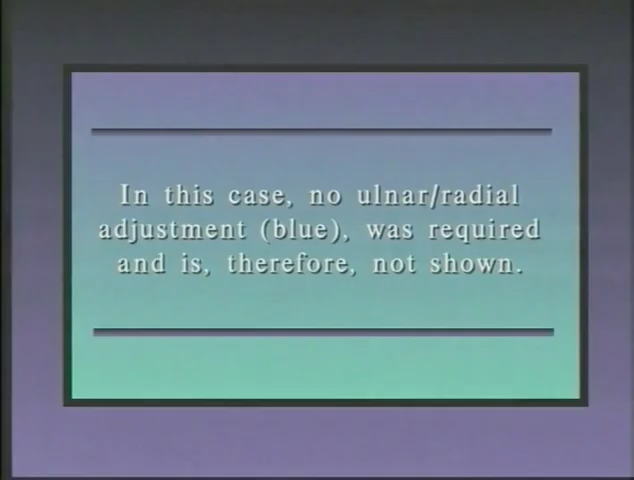 In this case, no ulnar/radial
adjustment (blue), was required
and is, therefore, not shown.